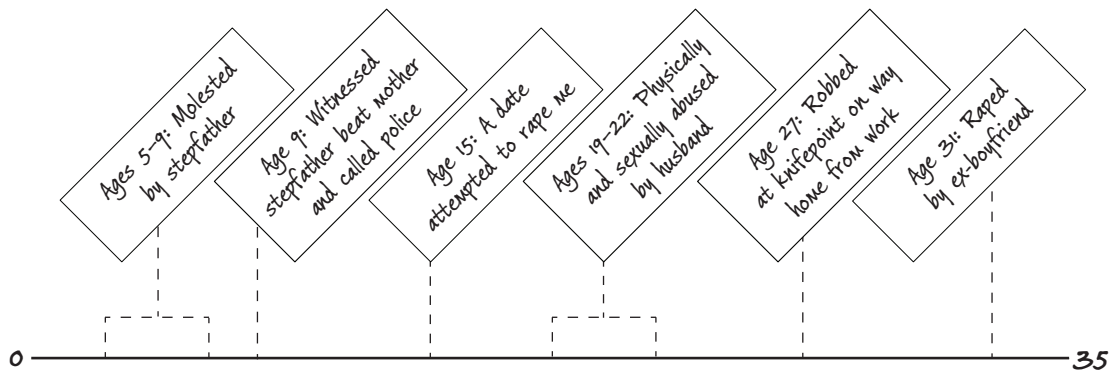 Ages 5-9: Molested
by stepfather
Age 9: Witnessed
stepfather beat mother
and called police
Age 15: A date
attempted to rape me
Ages 19-22: Physically
and sexually abused
by husband
Age 27: Robbed
at knifepoint on way
home from work
Age 31: Raped
by ex-boyfriend
0
35